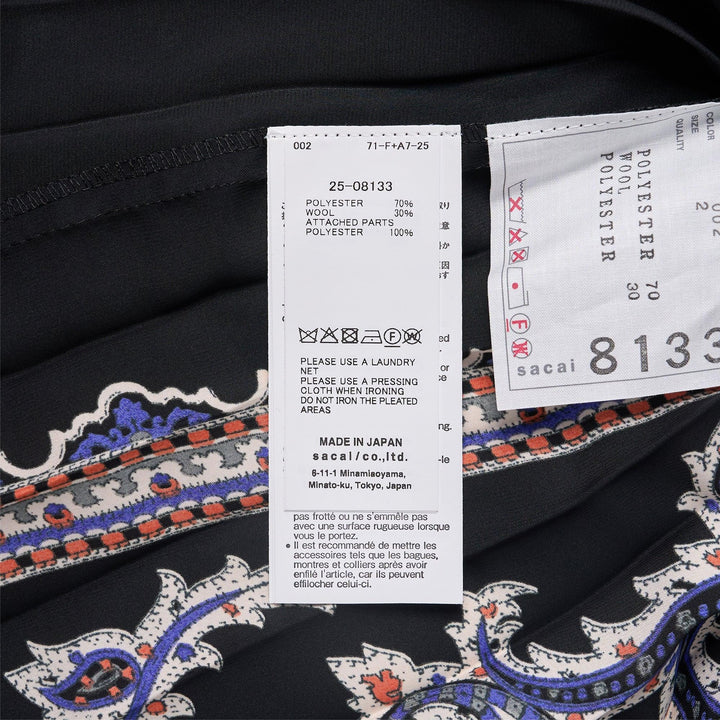 002 71-F+A7-25
25-08133
POLYESTER 70%
WOOL 30%
ATTACHED PARTS
POLYESTER 100%
PLEASE USE A LAUNDRY
NET
PLEASE USE A PRESSING
CLOTH WHEN IRONING
DO NOT IRON THE PLEATED
AREAS
MADE IN JAPAN
sacai/co.,ltd.
6-11-1 Minamiaoyama,
Minato-ku, Tokyo, Japan
pas frotté ou ne s'emmêle pas
avec une surface rugueuse lorsque
vous le portez.
● Il est recommandé de mettre les
accessoires tels que les bagues,
montres et colliers après avoir
enfilé l'article, car ils peuvent
effilocher celui-ci.
COLOR 002
SIZE 2
QUALITY
POLYESTER 70
WOOL 30
POLYESTER
sacai 8133